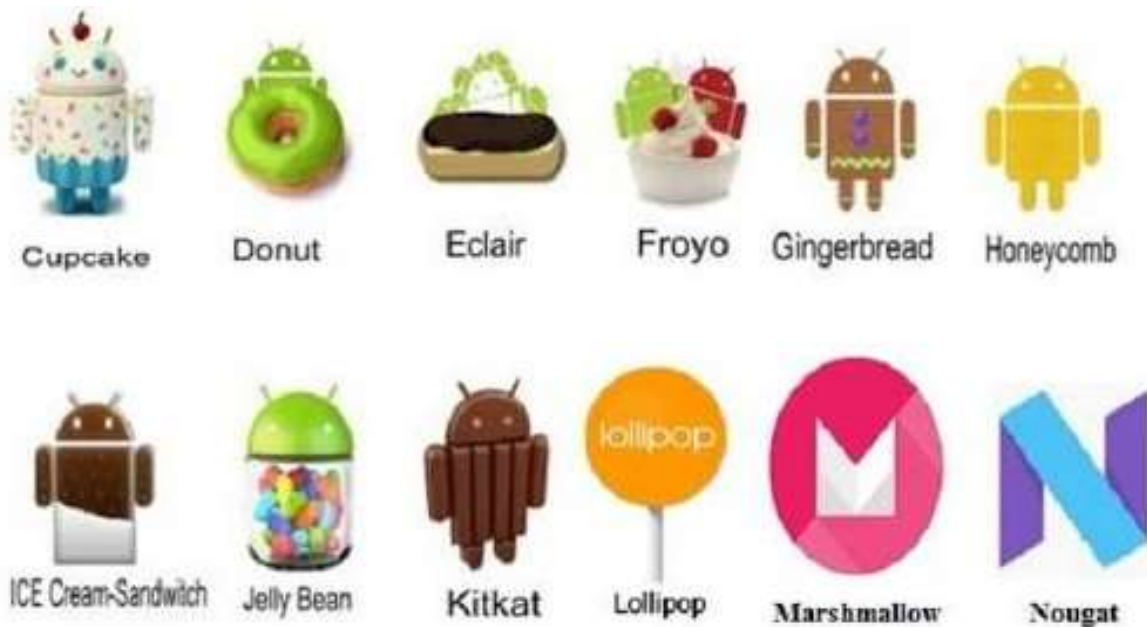 Cupcake
Donut
Eclair
Froyo
Gingerbread
Honeycomb
lollipop
ICE Cream-Sandwitch
Jelly Bean
Kitkat
Lollipop
Marshmallow
Nougat